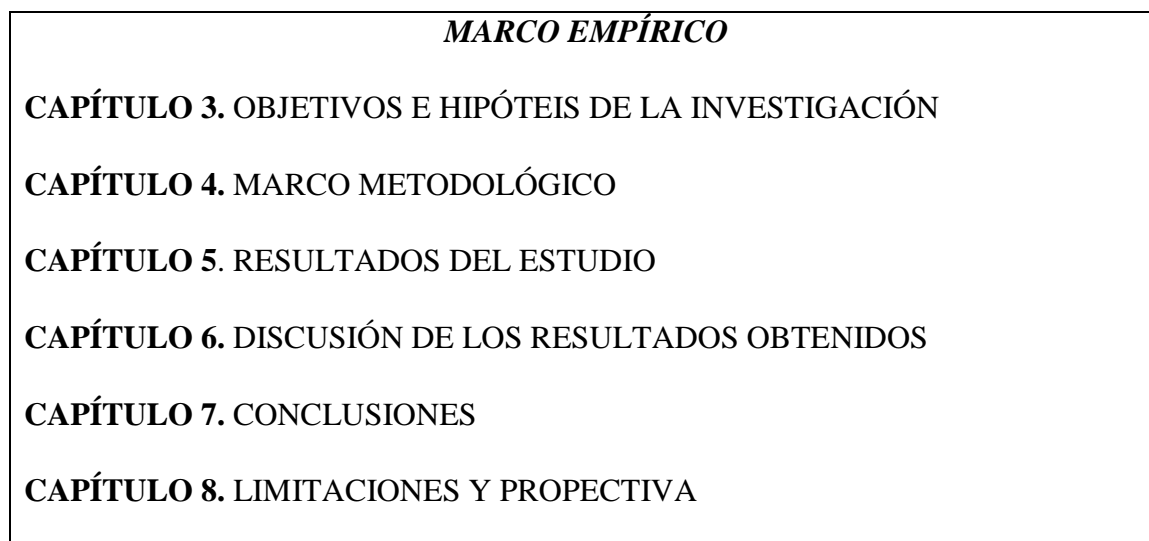 MARCO EMPÍRICO
CAPÍTULO 3. OBJETIVOS E HIPÓTEIS DE LA INVESTIGACIÓN
CAPÍTULO 4. MARCO METODOLÓGICO
CAPÍTULO 5. RESULTADOS DEL ESTUDIO
CAPÍTULO 6. DISCUSIÓN DE LOS RESULTADOS OBTENIDOS
CAPÍTULO 7. CONCLUSIONES
CAPÍTULO 8. LIMITACIONES Y PROPECTIVA